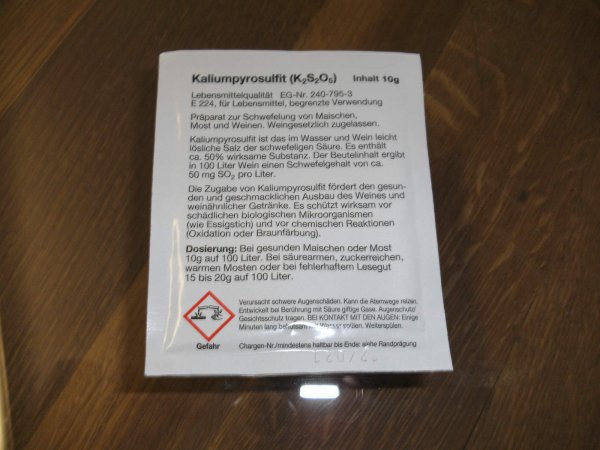 Kaliumpyrosulfit (K₂S₂O₅) Inhalt 10g
Lebensmittelqualität EG-Nr. 240-795-3
E 224, für Lebensmittel, begrenzte Verwendung
Präparat zur Schwefelung von Maischen,
Most und Weinen. Weingesetzlich zugelassen.
Kaliumpyrosulfit ist das im Wasser und Wein leicht
lösliche Salz der schwefeligen Säure. Es enthält
ca. 50% wirksame Substanz. Der Beutelinhalt ergibt
in 100 Liter Wein einen Schwefelgehalt von ca.
50 mg SO₂ pro Liter.
Die Zugabe von Kaliumpyrosulfit fördert den gesun-
den und geschmacklichen Ausbau des Weines und
weinähnlicher Getränke. Es schützt wirksam vor
schädlichen biologischen Mikroorganismen
(wie Essigstich) und vor chemischen Reaktionen
(Oxidation oder Braunfärbung).
Dosierung: Bei gesunden Maischen oder Most
10g auf 100 Liter. Bei säurearmen, zuckerreichen,
warmen Mosten oder bei fehlerhaftem Lesegut
15 bis 20g auf 100 Liter.
Verursacht schwere Augenschäden. Kann die Atemwege reizen.
Entwickelt bei Berührung mit Säure giftige Gase. Augenschutz/
Gesichtsschutz tragen. BEI KONTAKT MIT DEN AUGEN: Einige
Minuten lang behutsam mit Wasser spülen. Weiterspülen.
Gefahr
Chargen-Nr./mindestens haltbar bis Ende: siehe Randprägung